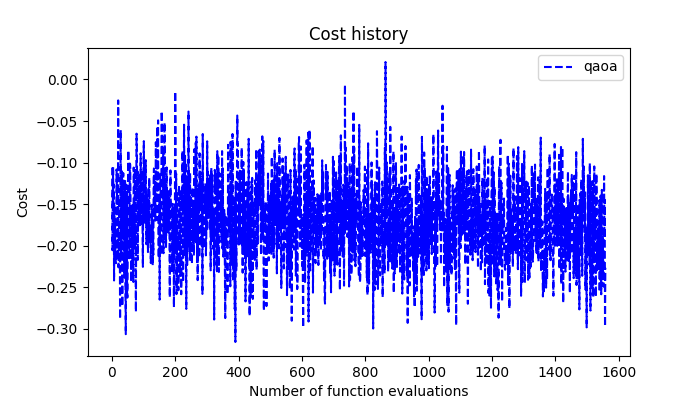 Cost history
qaoa
0.00
−0.05
−0.10
−0.15
−0.20
−0.25
−0.30
Cost
0 200 400 600 800 1000 1200 1400 1600
Number of function evaluations